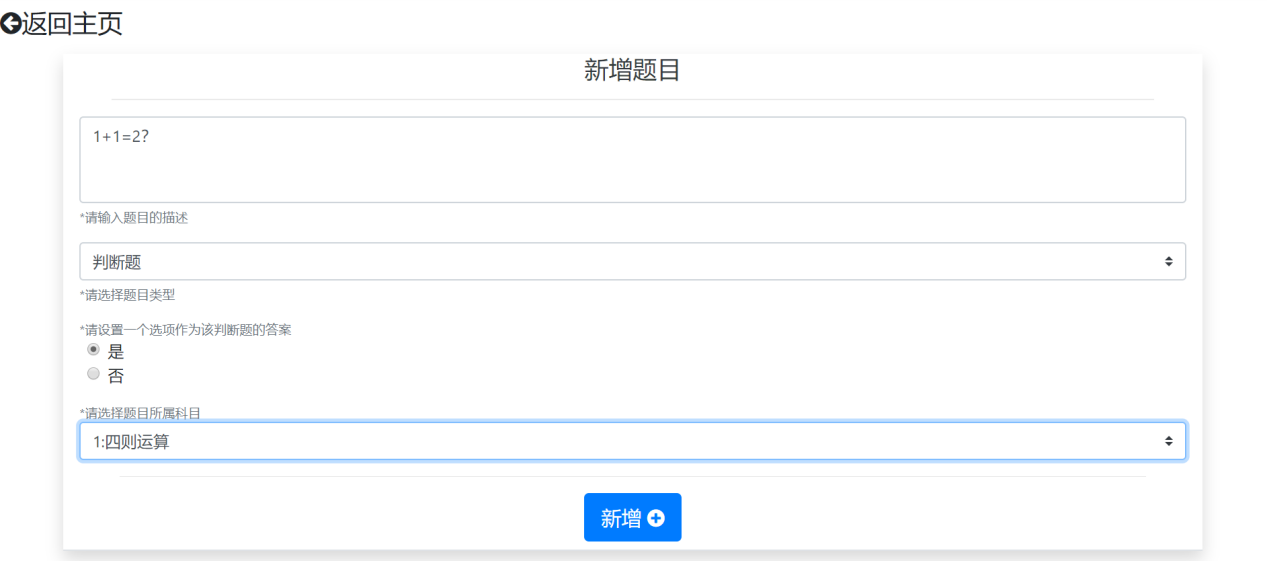 返回主页
新增题目
1+1=2?
*请输入题目的描述
判断题
*请选择题目类型
*请设置一个选项作为该判断题的答案
是
否
*请选择题目所属科目
1:四则运算
新增